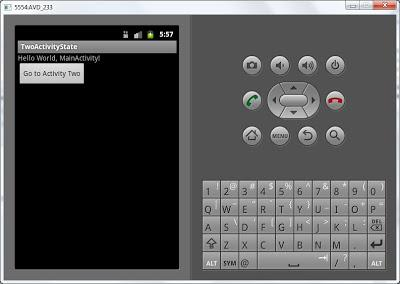 5554:AVD_233
5:57
TwoActivityState
Hello World, MainActivity!
Go to Activity Two
MENU
1 ! 2 @ 3 # 4 $ 5 % 6 ^ 7 & 8 * 9 ( 0 )
Q W E R T Y U I O P
A S D F G H J K L DEL
Z X C V B N M .
ALT SYM @ / ? , ALT